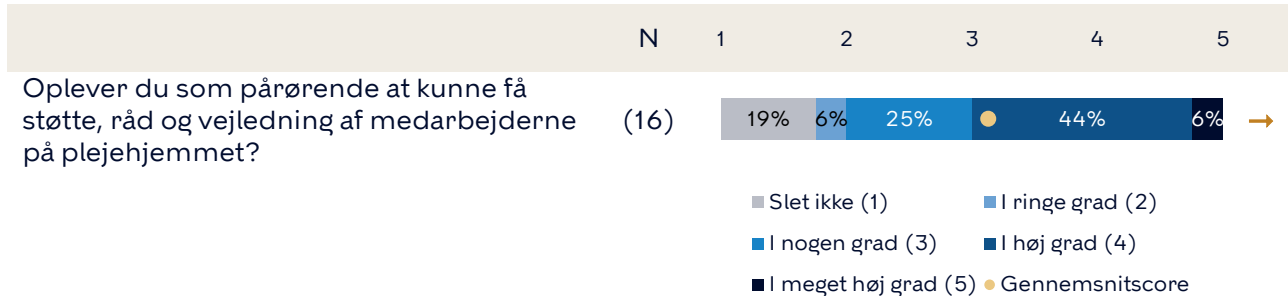 N 1 2 3 4 5
Oplever du som pårørende at kunne få
støtte, råd og vejledning af medarbejderne
på plejehjemmet?
(16) 19% 6% 25% 44% 6%
Slet ikke (1) I ringe grad (2)
I nogen grad (3) I høj grad (4)
I meget høj grad (5) Gennemsnitscore